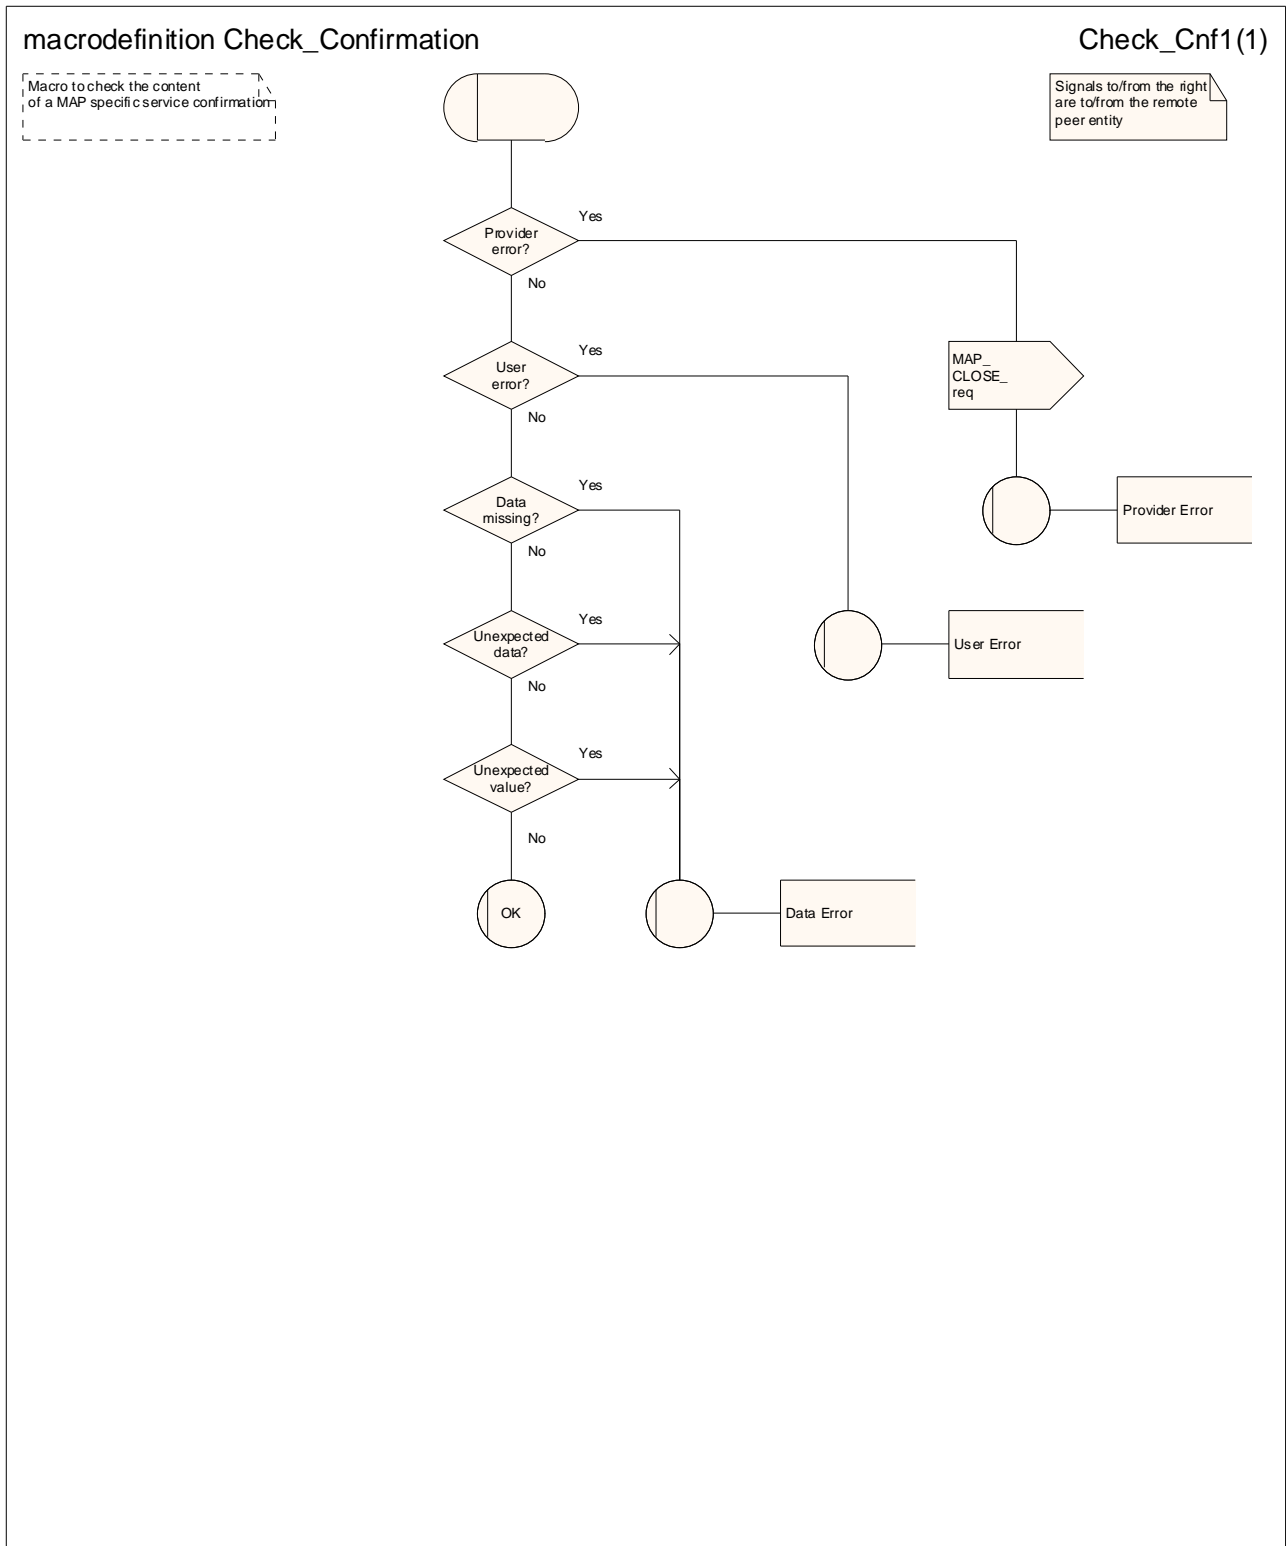 macrodefinition Check_Confirmation
Check_Cnf1(1)
Macro to check the content
of a MAP specific service confirmation
Signals to/from the right
are to/from the remote
peer entity
Provider
error?
Yes
No
User
error?
Yes
No
MAP_
CLOSE_
req
Data
missing?
Yes
No
Provider Error
Unexpected
data?
Yes
No
User Error
Unexpected
value?
Yes
No
OK
Data Error